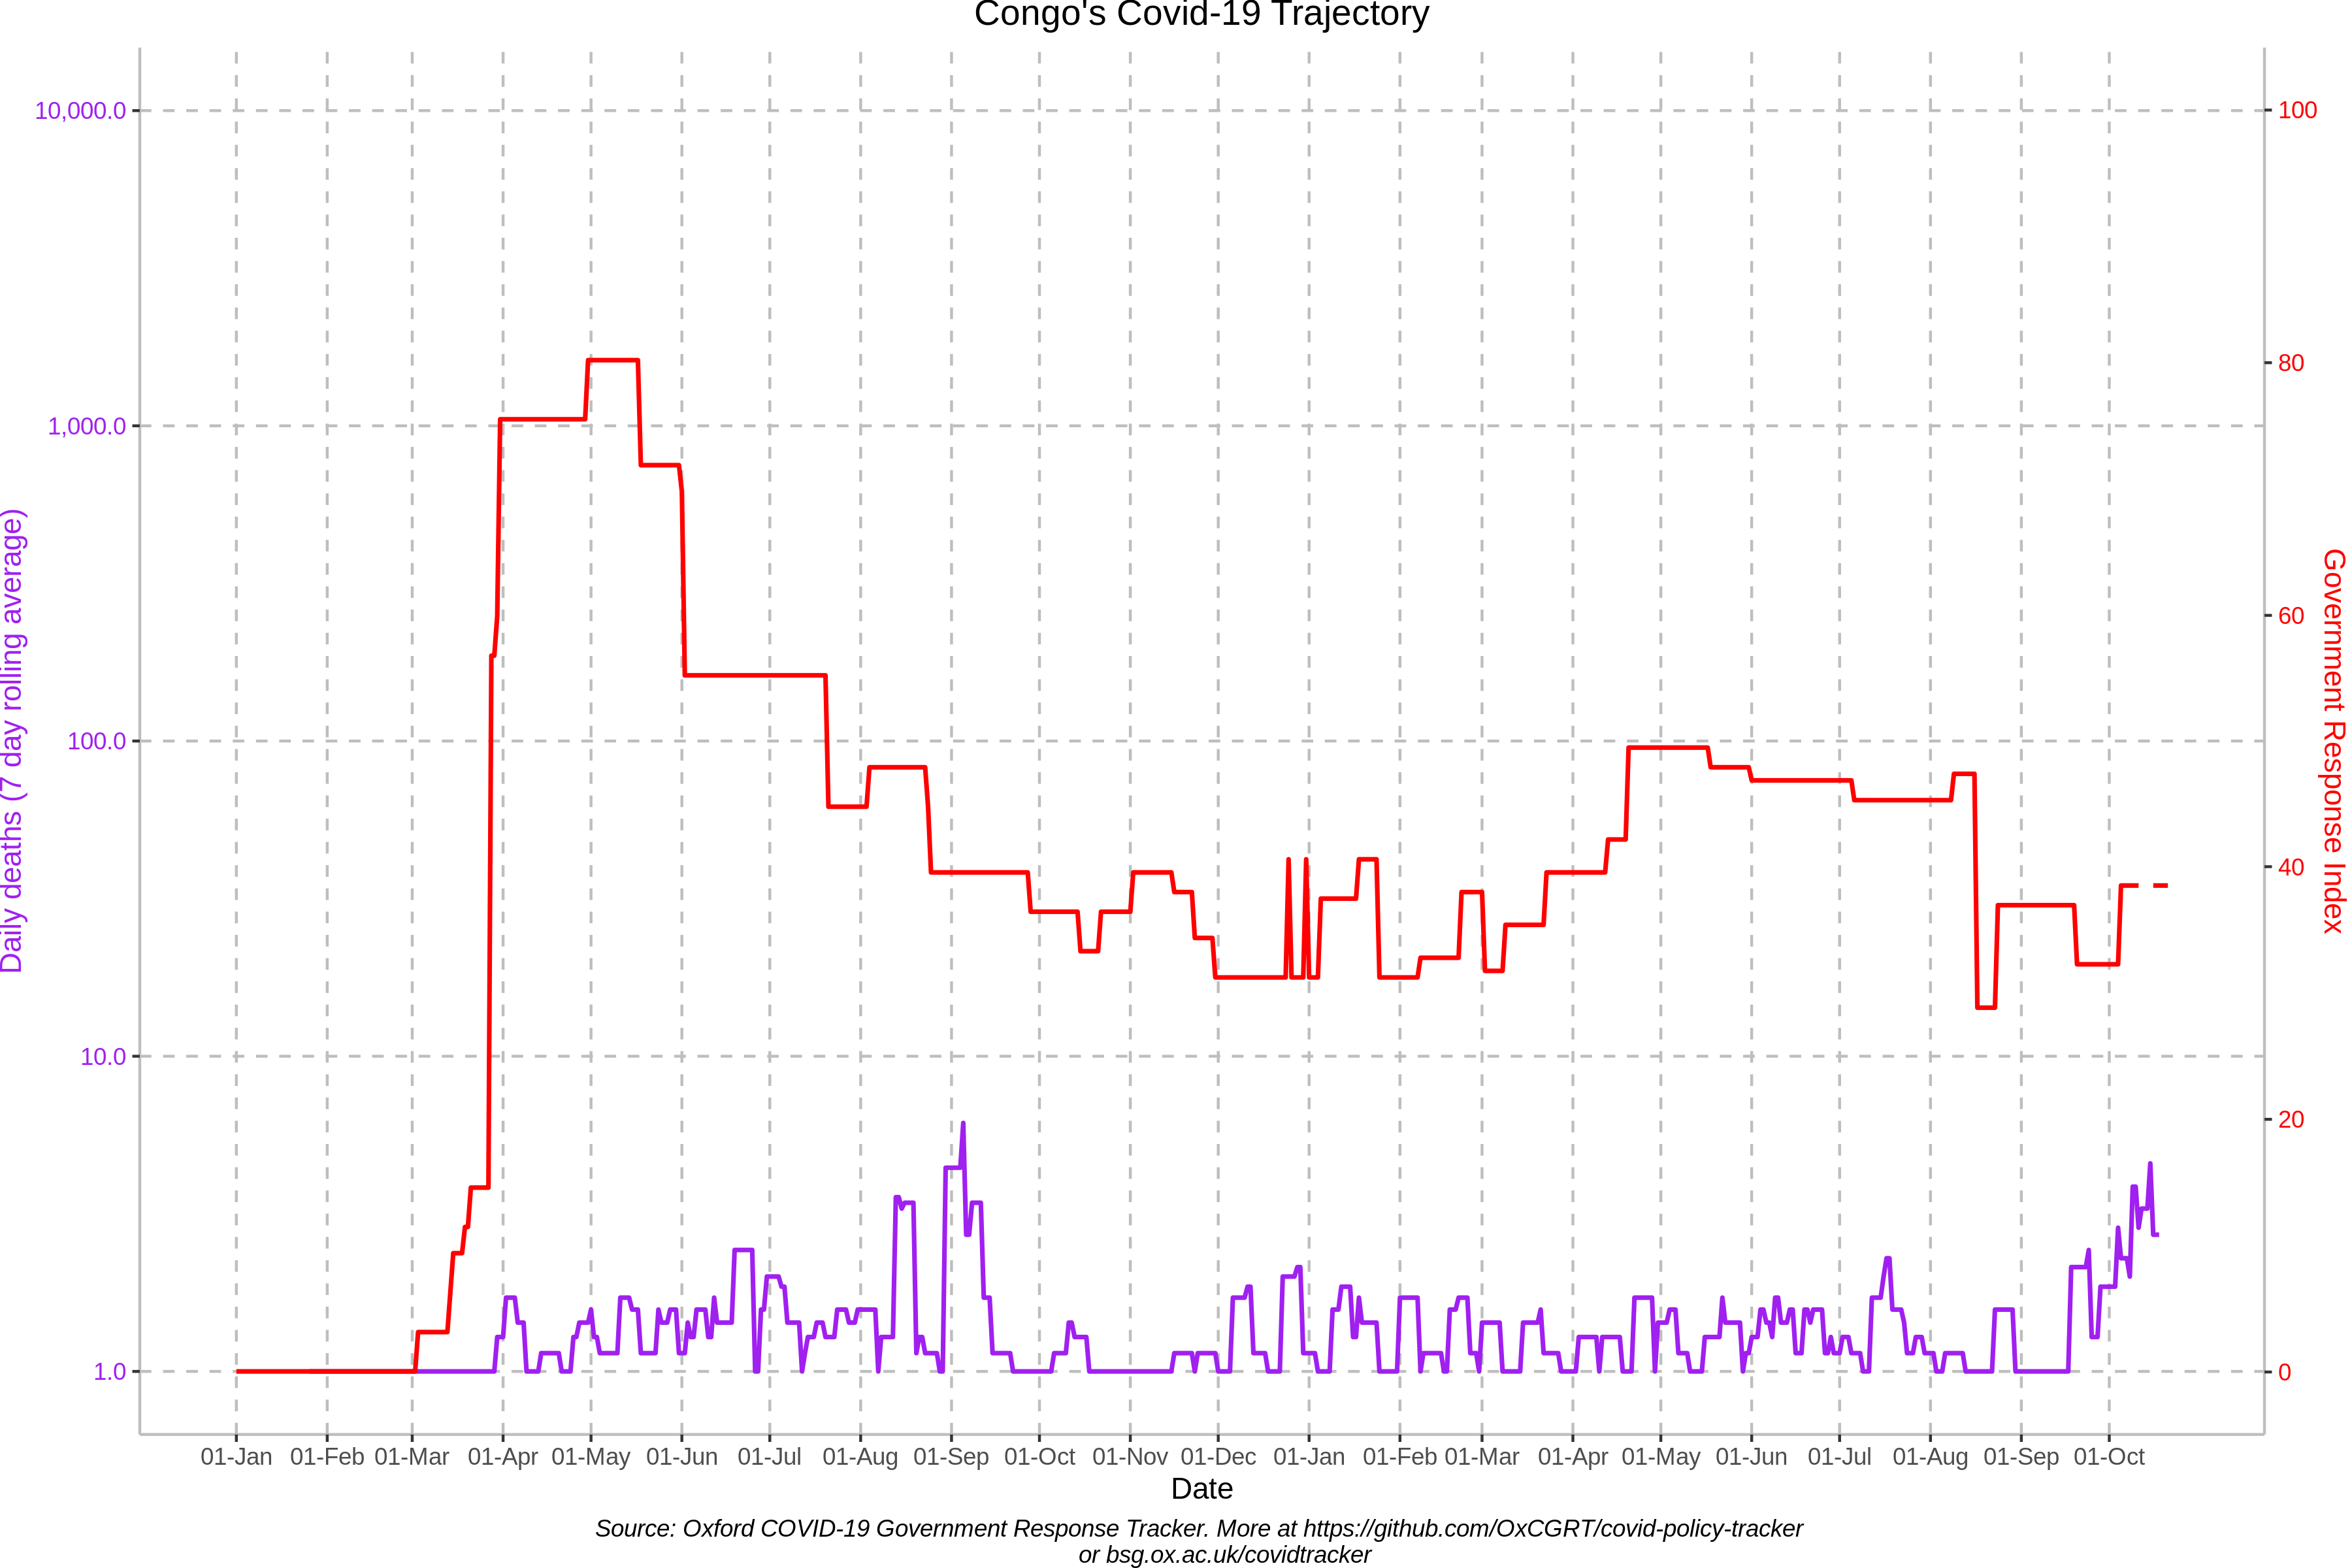 Congo's Covid-19 Trajectory
10,000.0
1,000.0
100.0
10.0
1.0
Daily deaths (7 day rolling average)
100
80
60
40
20
0
Government Response Index
01-Jan 01-Feb 01-Mar 01-Apr 01-May 01-Jun 01-Jul 01-Aug 01-Sep 01-Oct 01-Nov 01-Dec 01-Jan 01-Feb 01-Mar 01-Apr 01-May 01-Jun 01-Jul 01-Aug 01-Sep 01-Oct
Date
Source: Oxford COVID-19 Government Response Tracker. More at https://github.com/OxCGRT/covid-policy-tracker
or bsg.ox.ac.uk/covidtracker